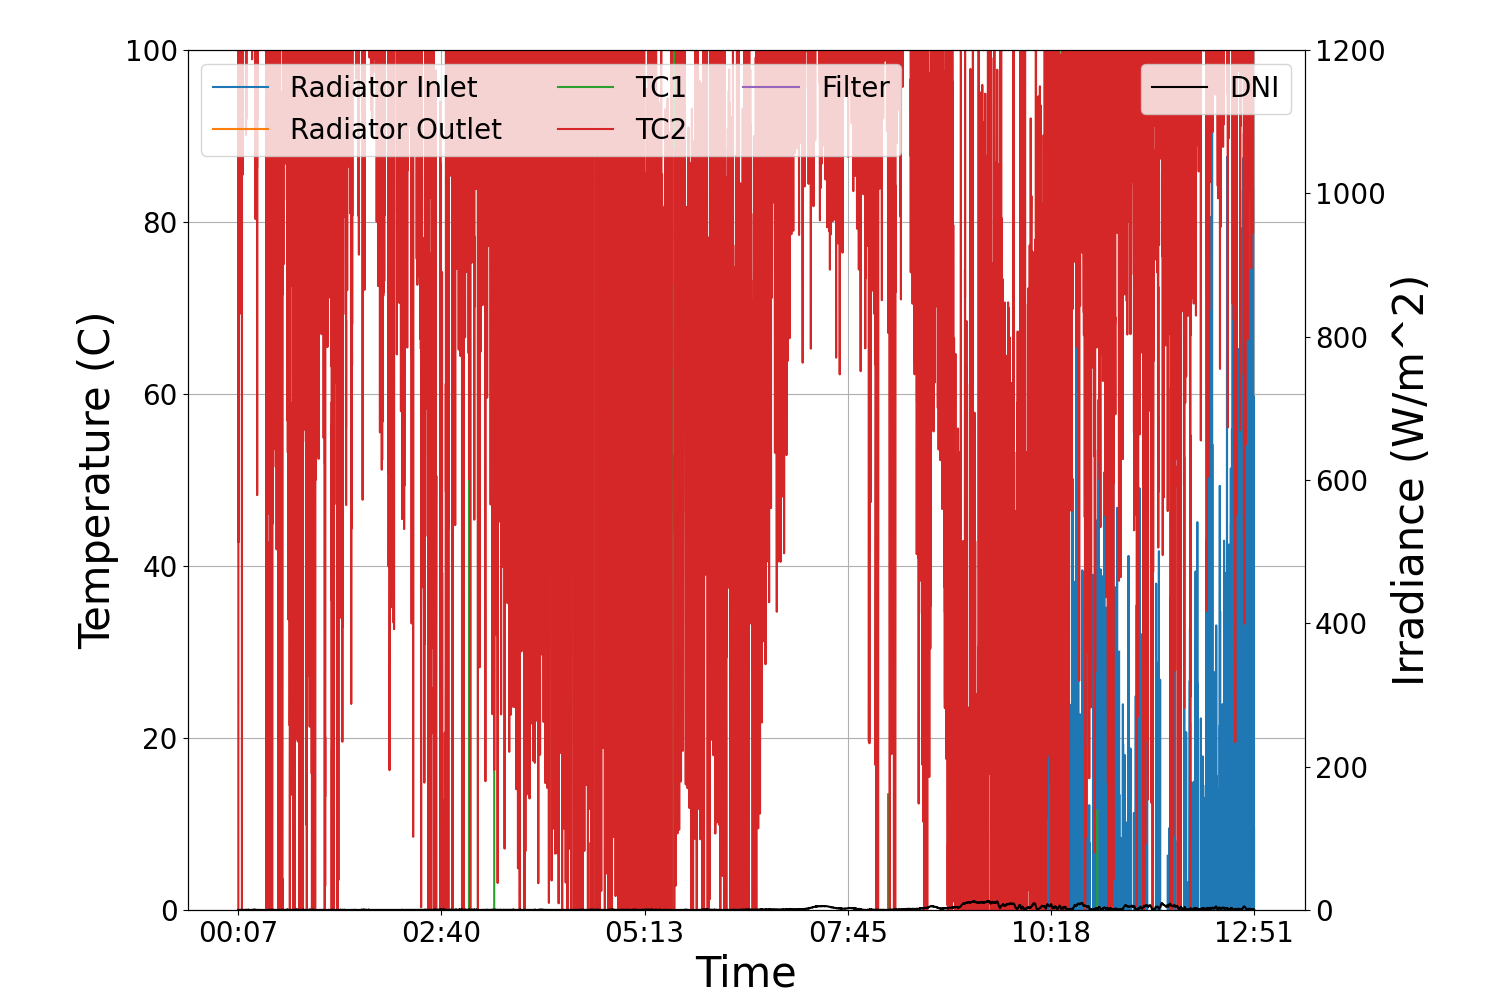 100
80
60
40
20
0
Temperature (C)
Radiator Inlet
Radiator Outlet
TC1
TC2
Filter
DNI
1200
1000
800
600
400
200
0
Irradiance (W/m^2)
00:07
02:40
05:13
07:45
10:18
12:51
Time